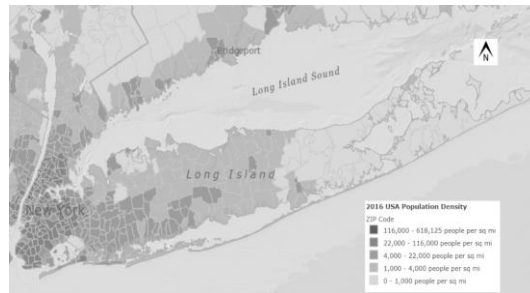 Bridgeport
Long Island Sound
N
Long Island
New York
2016 USA Population Density
ZIP Code
116,000 - 618,125 people per sq mi
22,000 - 116,000 people per sq mi
4,000 - 22,000 people per sq mi
1,000 - 4,000 people per sq mi
0 - 1,000 people per sq mi